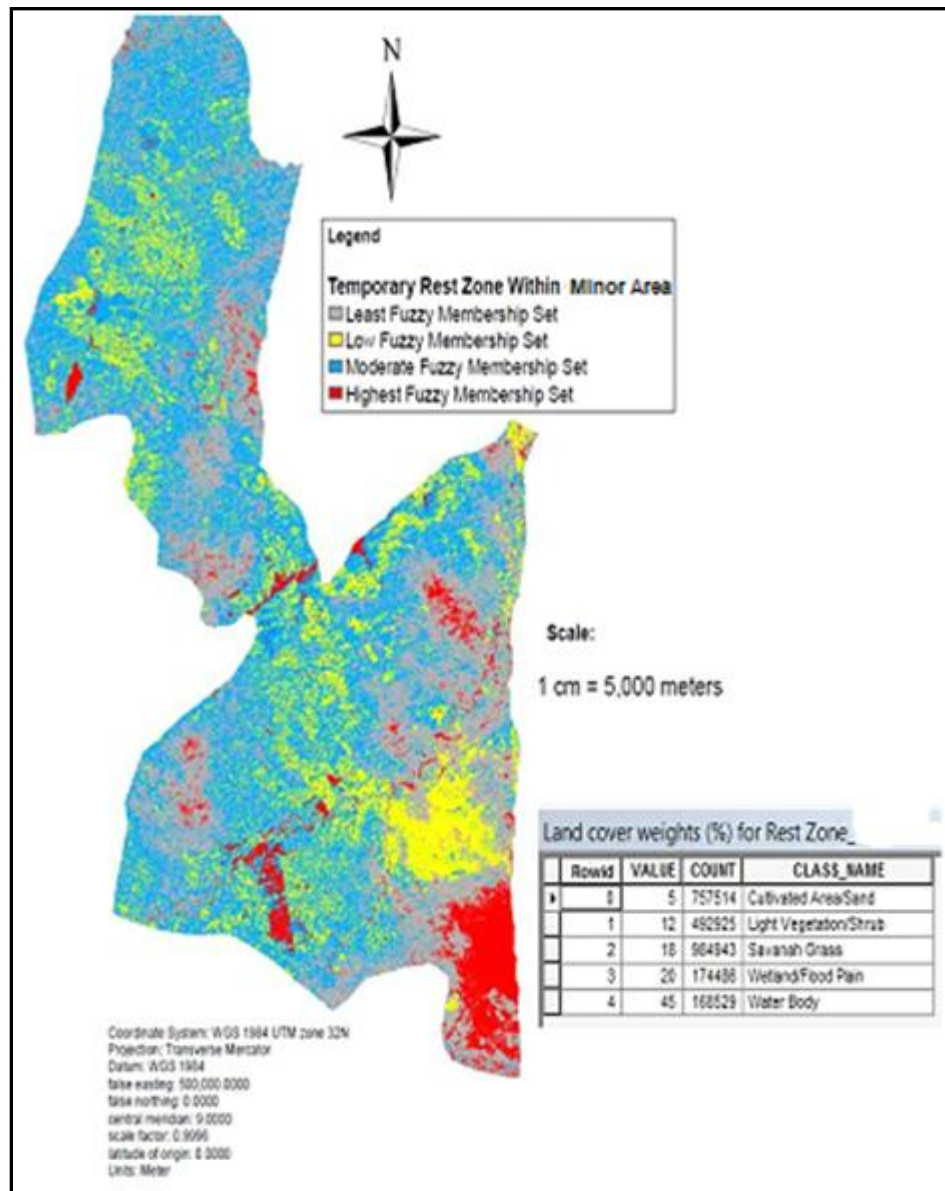 N
Legend
Temporary Rest Zone Within Minor Area
Least Fuzzy Membership Set
Low Fuzzy Membership Set
Moderate Fuzzy Membership Set
Highest Fuzzy Membership Set
Scale:
1 cm = 5,000 meters
Land cover weights (%) for Rest Zone_
Rowid VALUE COUNT CLASS_NAME
0 5 757514 Cultivated Area/Sand
1 12 492925 Light Vegetation/Shrub
2 18 984943 Savanah Grass
3 20 174486 Wetland/Flood Plain
4 45 168529 Water Body
Coordinate System: WGS 1984 UTM zone 32N
Projection: Transverse Mercator
Datum: WGS 1984
false easting: 500,000.0000
false northing: 0.0000
central meridian: 9.0000
scale factor: 0.9996
latitude of origin: 0.0000
Units: Meter